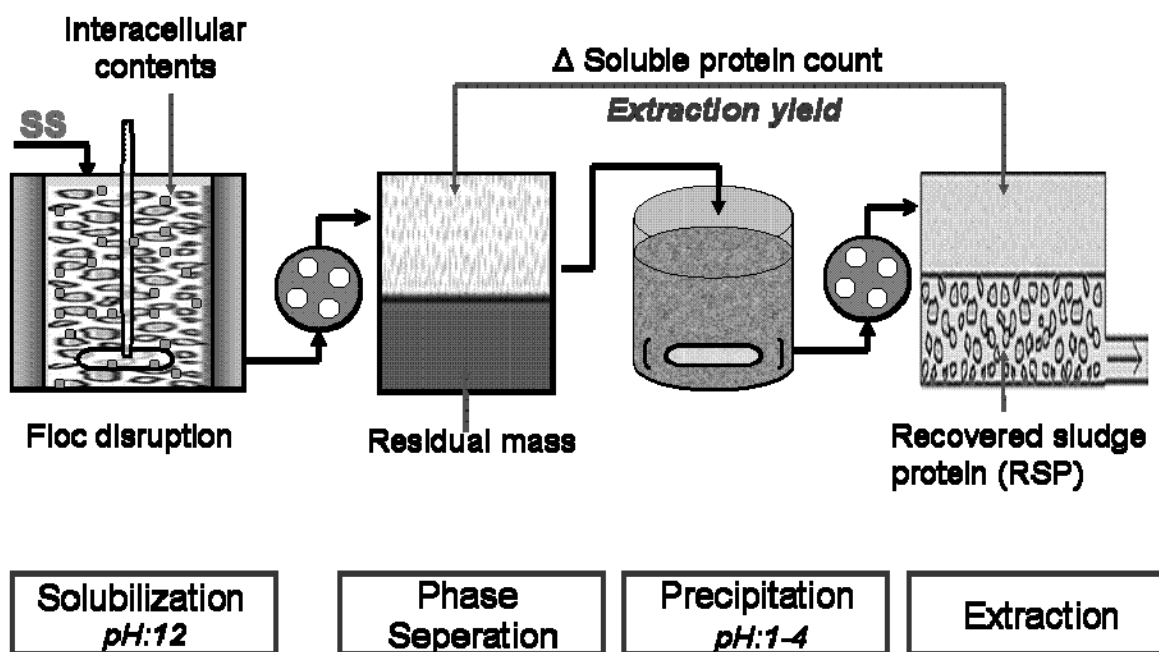 Interacellular
contents
Δ Soluble protein count
Extraction yield
SS
Floc disruption
Residual mass
Recovered sludge
protein (RSP)
Solubilization
pH:12
Phase
Seperation
Precipitation
pH:1-4
Extraction